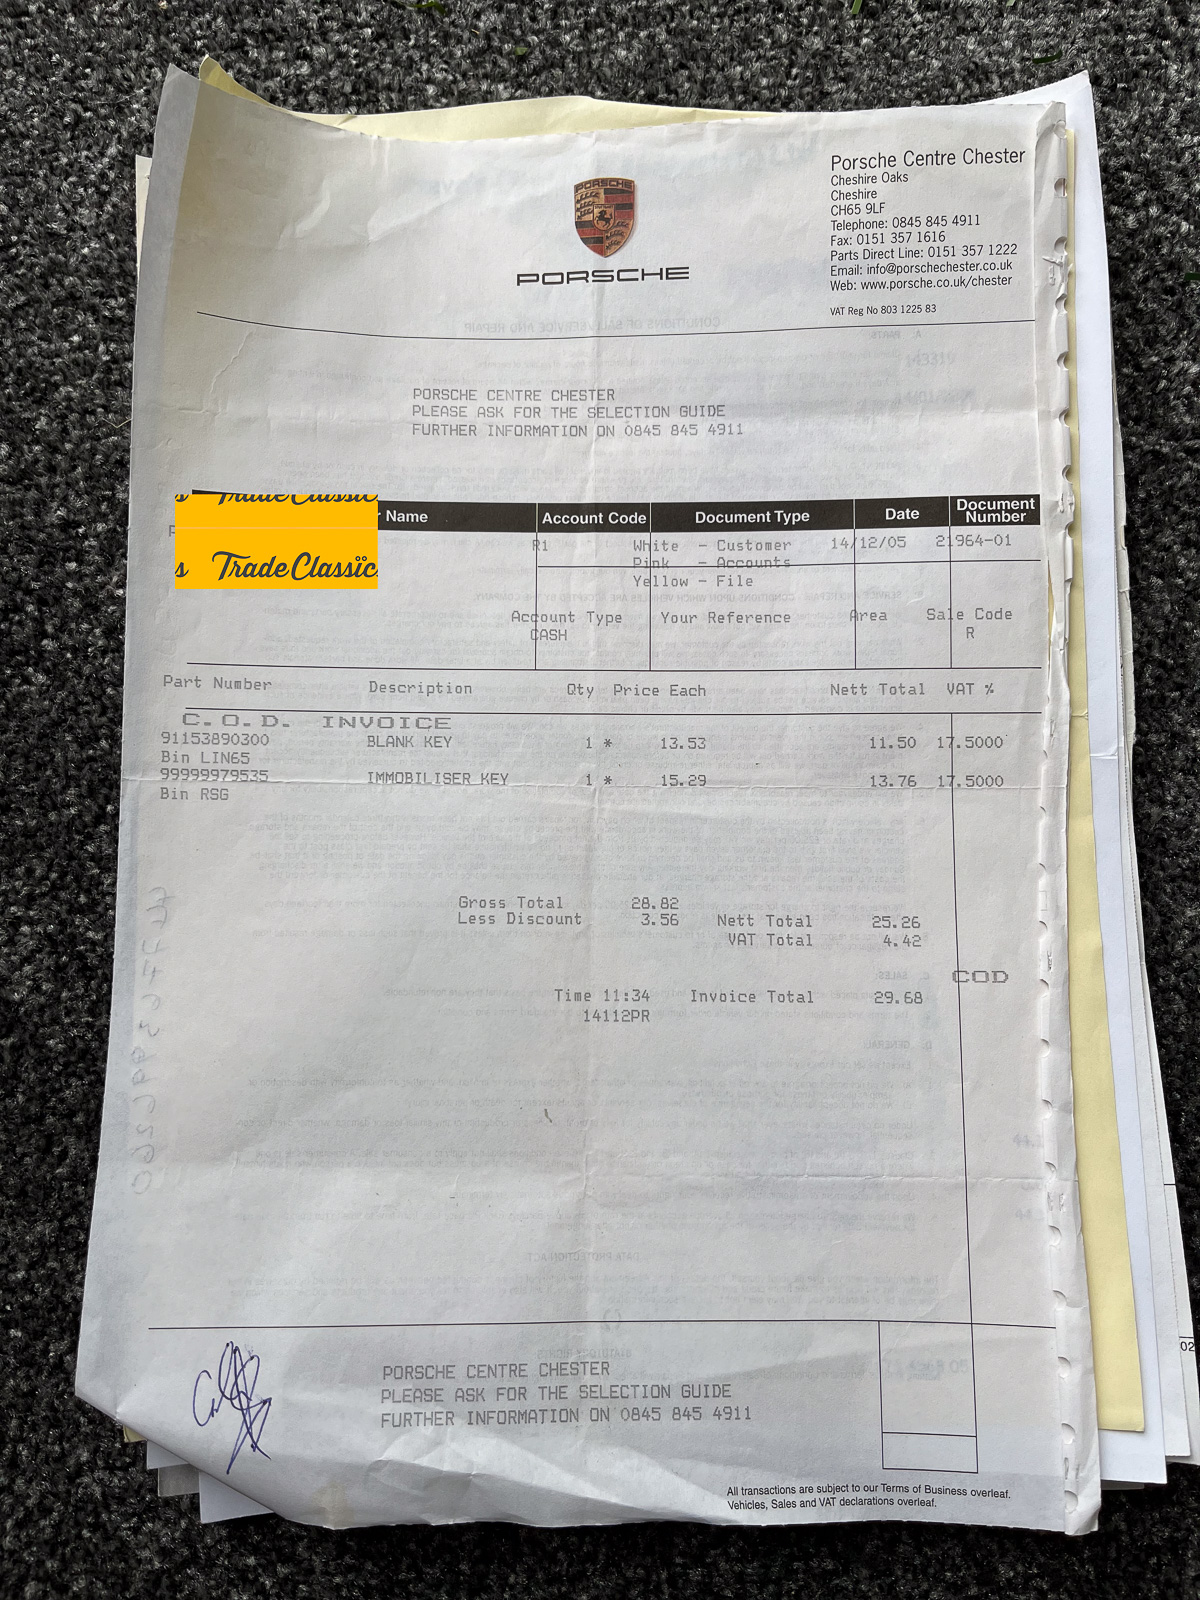 Porsche Centre Chester
Cheshire Oaks
Cheshire
CH65 9LF
Telephone: 0845 845 4911
Fax: 0151 357 1616
Parts Direct Line: 0151 357 1222
Email: info@porschechester.co.uk
Web: www.porsche.co.uk/chester
VAT Reg No 803 1225 83
PORSCHE
PORSCHE
PORSCHE CENTRE CHESTER
PLEASE ASK FOR THE SELECTION GUIDE
FURTHER INFORMATION ON 0845 845 4911
Trade Classics
s Trade Classic
r Name Account Code Document Type Date Document Number
R1 White - Customer 14/12/05 21964-01
Pink - Accounts
Yellow - File
Account Type Your Reference Area Sale Code
CASH R
Part Number Description Qty Price Each Nett Total VAT %
C.O.D. INVOICE
91153890300 BLANK KEY 1 * 13.53 11.50 17.5000
Bin LIN65
99999979535 IMMOBILISER KEY 1 * 15.29 13.76 17.5000
Bin RSG
Gross Total 28.82
Less Discount 3.56 Nett Total 25.26
VAT Total 4.42
COD
Time 11:34 Invoice Total 29.68
14112PR
PORSCHE CENTRE CHESTER
PLEASE ASK FOR THE SELECTION GUIDE
FURTHER INFORMATION ON 0845 845 4911
All transactions are subject to our Terms of Business overleaf.
Vehicles, Sales and VAT declarations overleaf.
02